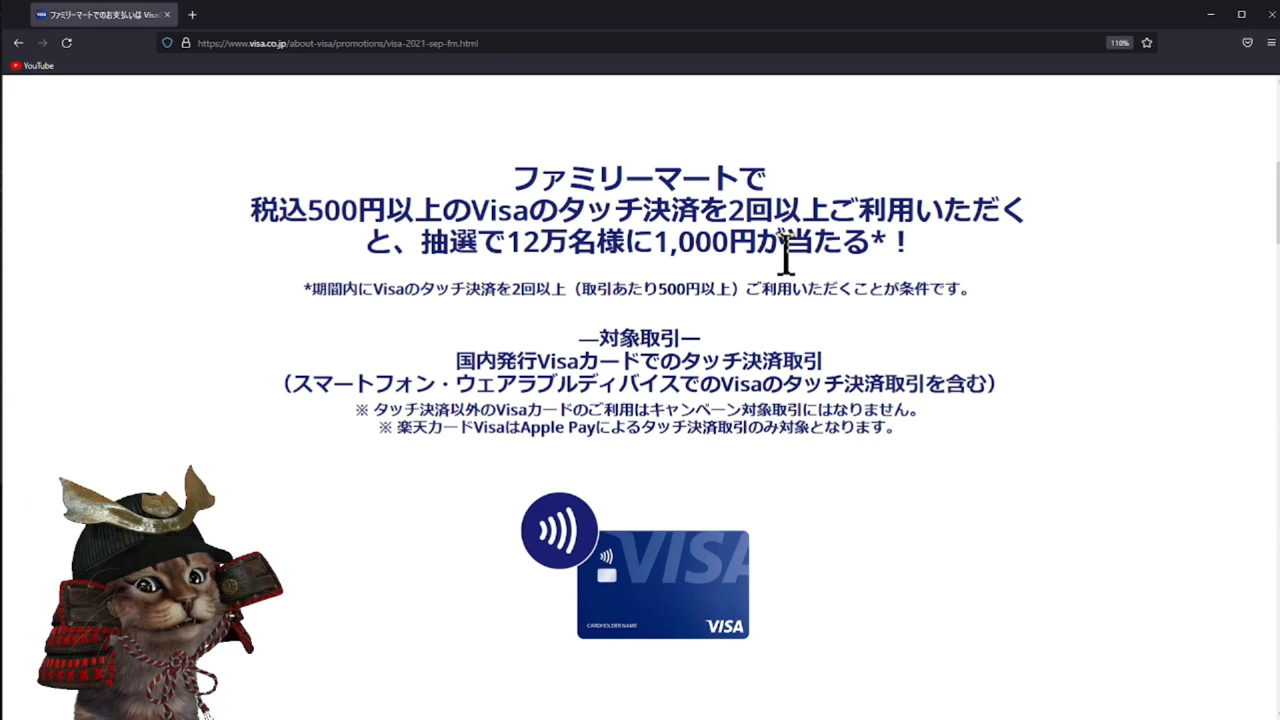 ファミリーマートでのお支払いは Visaの
YouTube
https://www.visa.co.jp/about-visa/promotions/visa-2021-sep-fm.html
110%
ファミリーマートで
税込500円以上のVisaのタッチ決済を2回以上ご利用いただく
と、抽選で12万名様に1,000円が当たる*！
*期間内にVisaのタッチ決済を2回以上（取引あたり500円以上）ご利用いただくことが条件です。
―対象取引―
国内発行Visaカードでのタッチ決済取引
（スマートフォン・ウェアラブルディバイスでのVisaのタッチ決済取引を含む）
※ タッチ決済以外のVisaカードのご利用はキャンペーン対象取引にはなりません。
※ 楽天カードVisaはApple Payによるタッチ決済取引のみ対象となります。
VISA
CARDHOLDER NAME
VISA